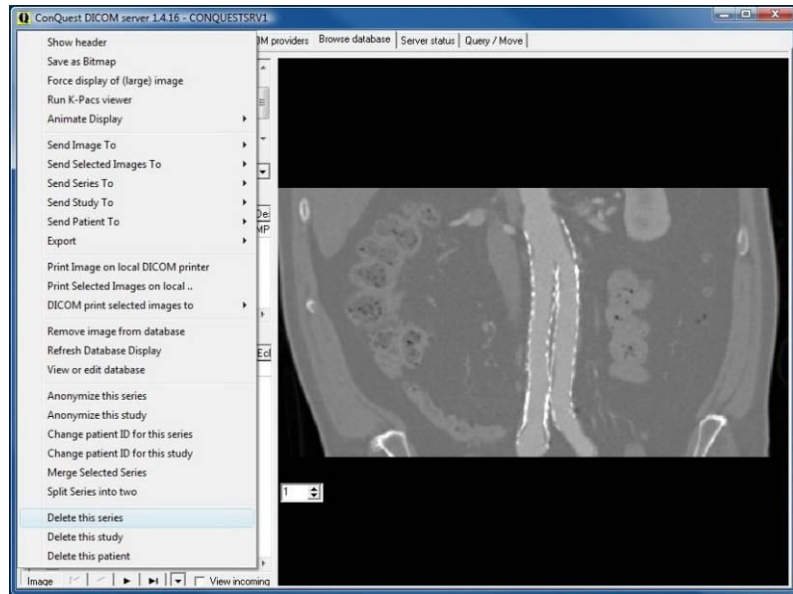 ConQuest DICOM server 1.4.16 - CONQUESTSRV1
OM providers Browse database Server status Query / Move
Show header
Save as Bitmap
Force display of (large) image
Run K-Pacs viewer
Animate Display
Send Image To
Send Selected Images To
Send Series To
Send Study To
Send Patient To
Export
Print Image on local DICOM printer
Print Selected Images on local ..
DICOM print selected images to
Remove image from database
Refresh Database Display
View or edit database
Anonymize this series
Anonymize this study
Change patient ID for this series
Change patient ID for this study
Merge Selected Series
Split Series into two
1
Delete this series
Delete this study
Delete this patient
Image View incoming